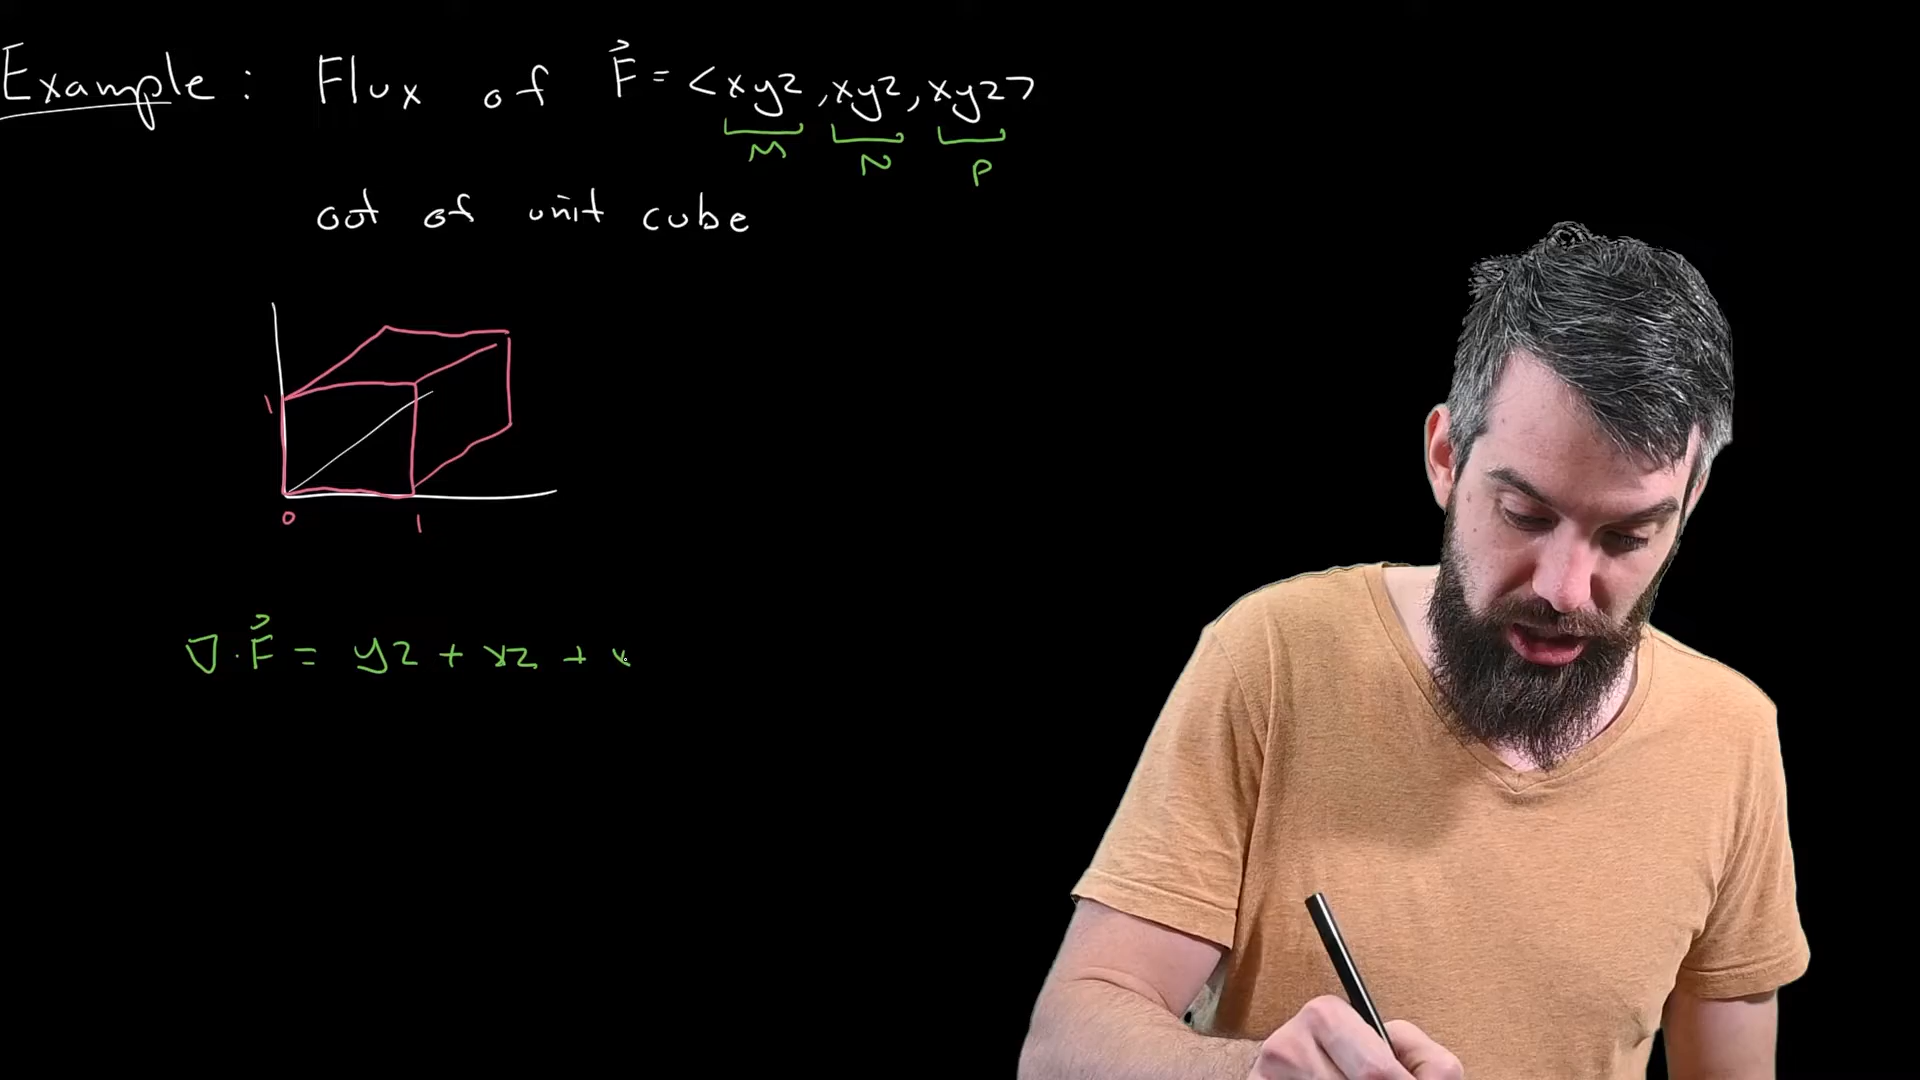 Example: Flux of F⃗ = <xyz, xyz, xyz>
M N P
out of unit cube
1
0 1
∇·F⃗ = yz + xz + x